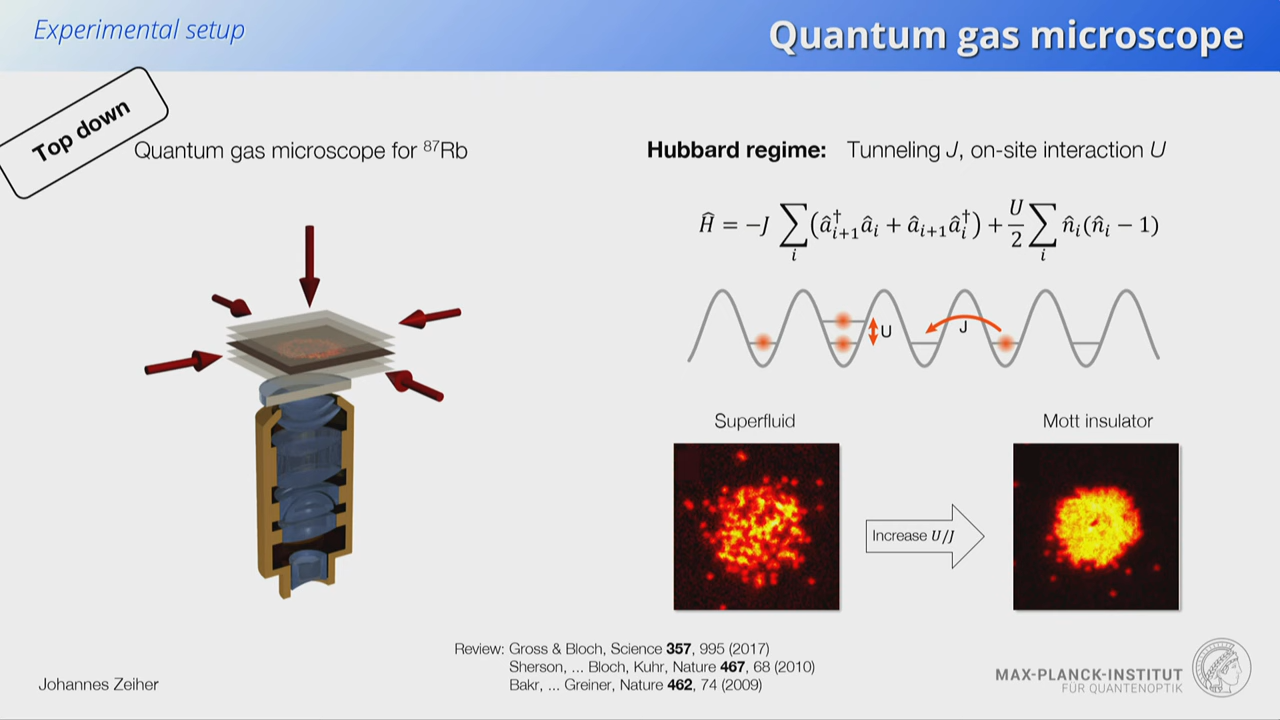 Experimental setup
Quantum gas microscope
Top down
Quantum gas microscope for ⁸⁷Rb
Hubbard regime: Tunneling J, on-site interaction U
Ĥ = −J ∑ᵢ (â†ᵢ₊₁âᵢ + âᵢ₊₁â†ᵢ) + U/2 ∑ᵢ n̂ᵢ(n̂ᵢ − 1)
U
J
Superfluid
Mott insulator
Increase U/J
Review: Gross & Bloch, Science 357, 995 (2017)
Sherson, ... Bloch, Kuhr, Nature 467, 68 (2010)
Bakr, ... Greiner, Nature 462, 74 (2009)
Johannes Zeiher
MAX-PLANCK-INSTITUT
FÜR QUANTENOPTIK